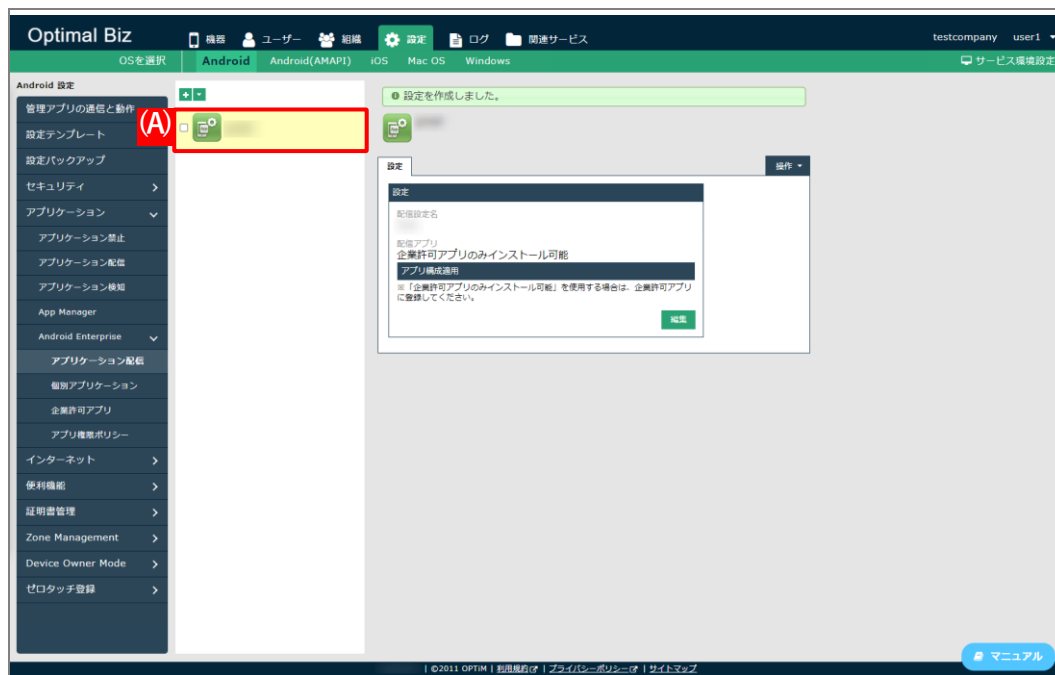 Optimal Biz
機器 ユーザー 組織 設定 ログ 関連サービス
testcompany user1
OSを選択 Android Android(AMAPI) iOS Mac OS Windows
サービス環境設定
Android 設定
管理アプリの通信と動作
設定テンプレート
設定バックアップ
セキュリティ
アプリケーション
アプリケーション禁止
アプリケーション配信
アプリケーション検知
App Manager
Android Enterprise
アプリケーション配信
個別アプリケーション
企業許可アプリ
アプリ権限ポリシー
インターネット
便利機能
証明書管理
Zone Management
Device Owner Mode
ゼロタッチ登録
(A)
設定を作成しました。
設定
操作
設定
配信設定名
配信アプリ
企業許可アプリのみインストール可能
アプリ構成適用
※「企業許可アプリのみインストール可能」を使用する場合は、企業許可アプリ
に登録してください。
編集
マニュアル
| ©2011 OPTiM | 利用規約 | プライバシーポリシー | サイトマップ